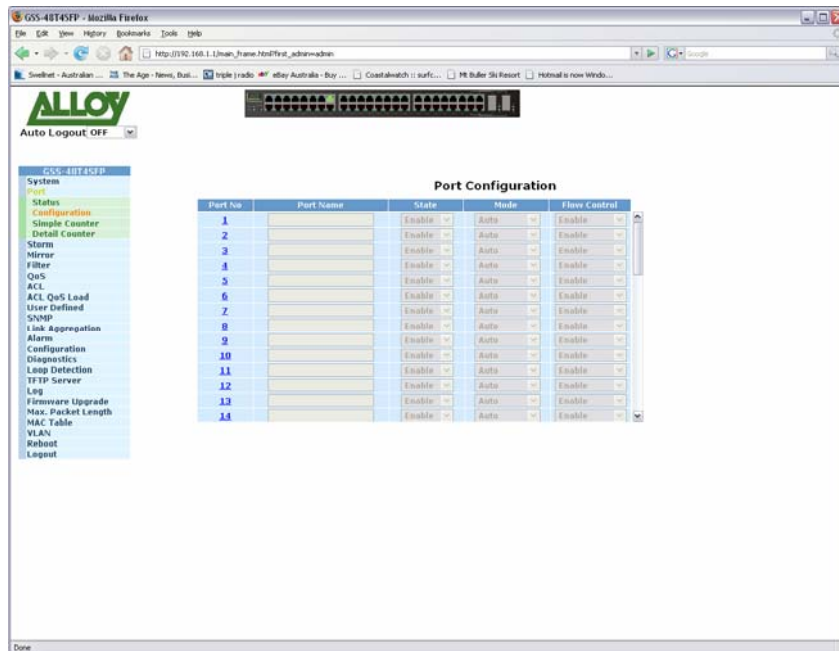 GSS-48T4SFP - Mozilla Firefox
File Edit View History Bookmarks Tools Help
http://192.168.1.1/main_frame.html?first_admin=admin
Google
Swellnet - Australian ... The Age - News, Busi... triple j radio eBay Australia - Buy ... Coastalwatch :: surfc... Mt Buller Ski Resort Hotmail is now Windo...
ALLOY
Auto Logout OFF
GSS-48T4SFP
System
Port
Status
Configuration
Simple Counter
Detail Counter
Storm
Mirror
Filter
QoS
ACL
ACL QoS Load
User Defined
SNMP
Link Aggregation
Alarm
Configuration
Diagnostics
Loop Detection
TFTP Server
Log
Firmware Upgrade
Max. Packet Length
MAC Table
VLAN
Reboot
Logout
Port Configuration
Port No Port Name State Mode Flow Control
1 Enable Auto Enable
2 Enable Auto Enable
3 Enable Auto Enable
4 Enable Auto Enable
5 Enable Auto Enable
6 Enable Auto Enable
7 Enable Auto Enable
8 Enable Auto Enable
9 Enable Auto Enable
10 Enable Auto Enable
11 Enable Auto Enable
12 Enable Auto Enable
13 Enable Auto Enable
14 Enable Auto Enable
Done